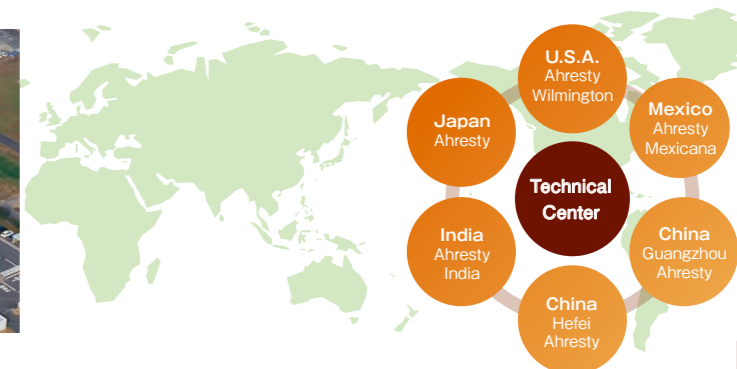 U.S.A.
Ahresty
Wilmington
Japan
Ahresty
Mexico
Ahresty
Mexicana
Technical
Center
India
Ahresty
India
China
Guangzhou
Ahresty
China
Hefei
Ahresty